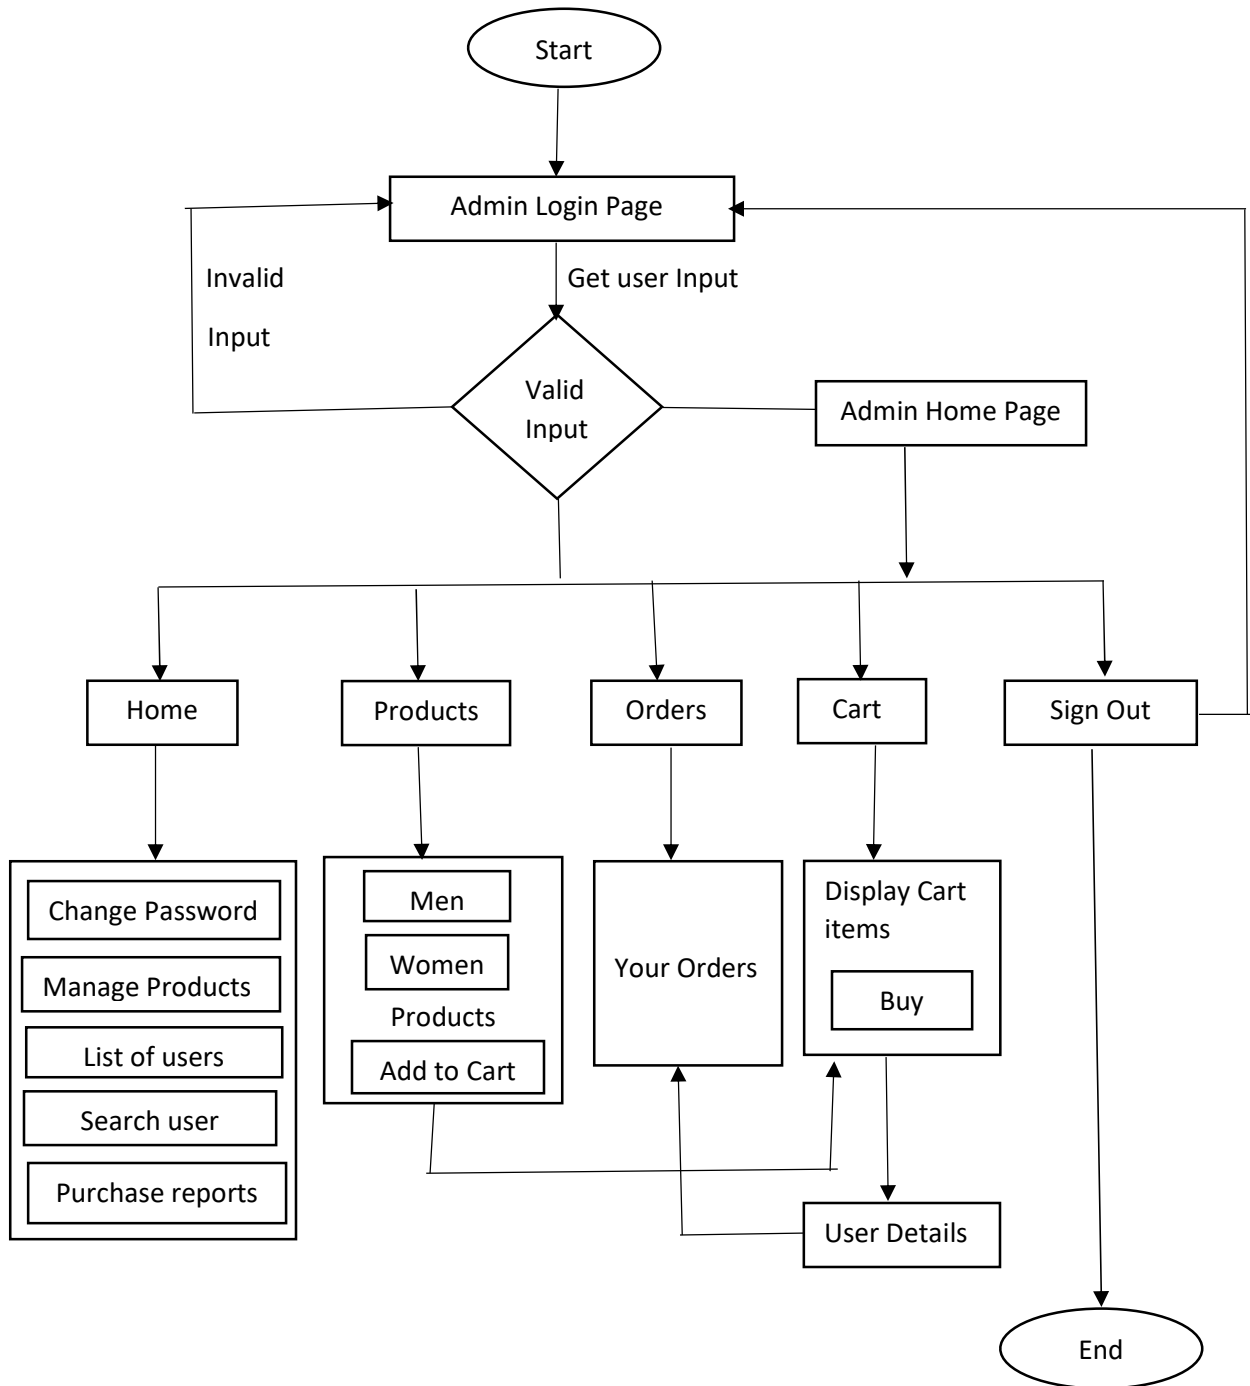 Start
Admin Login Page
Invalid
Input
Get user Input
Valid
Input
Admin Home Page
Home
Products
Orders
Cart
Sign Out
Change Password
Manage Products
List of users
Search user
Purchase reports
Men
Women
Products
Add to Cart
Your Orders
Display Cart
items
Buy
User Details
End